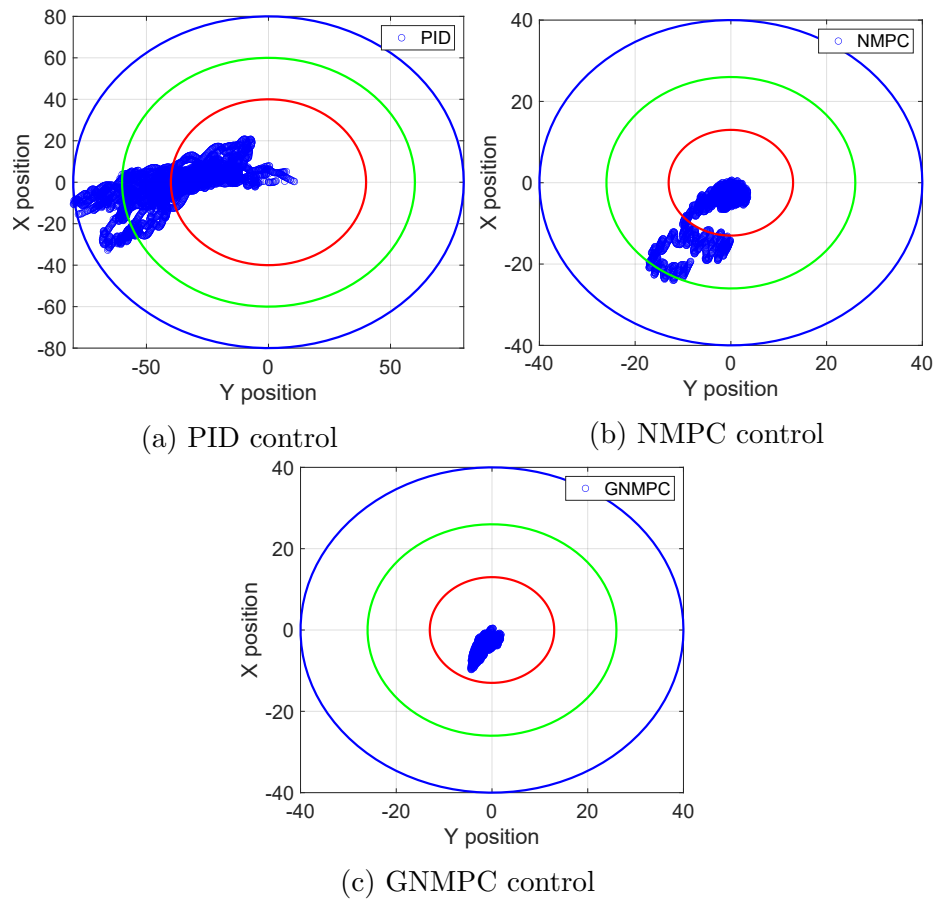 PID
80
60
40
20
0
-20
-40
-60
-80
X position
-50
0
50
Y position
(a) PID control
NMPC
40
20
0
-20
-40
X position
-40
-20
0
20
40
Y position
(b) NMPC control
GNMPC
40
20
0
-20
-40
X position
-40
-20
0
20
40
Y position
(c) GNMPC control